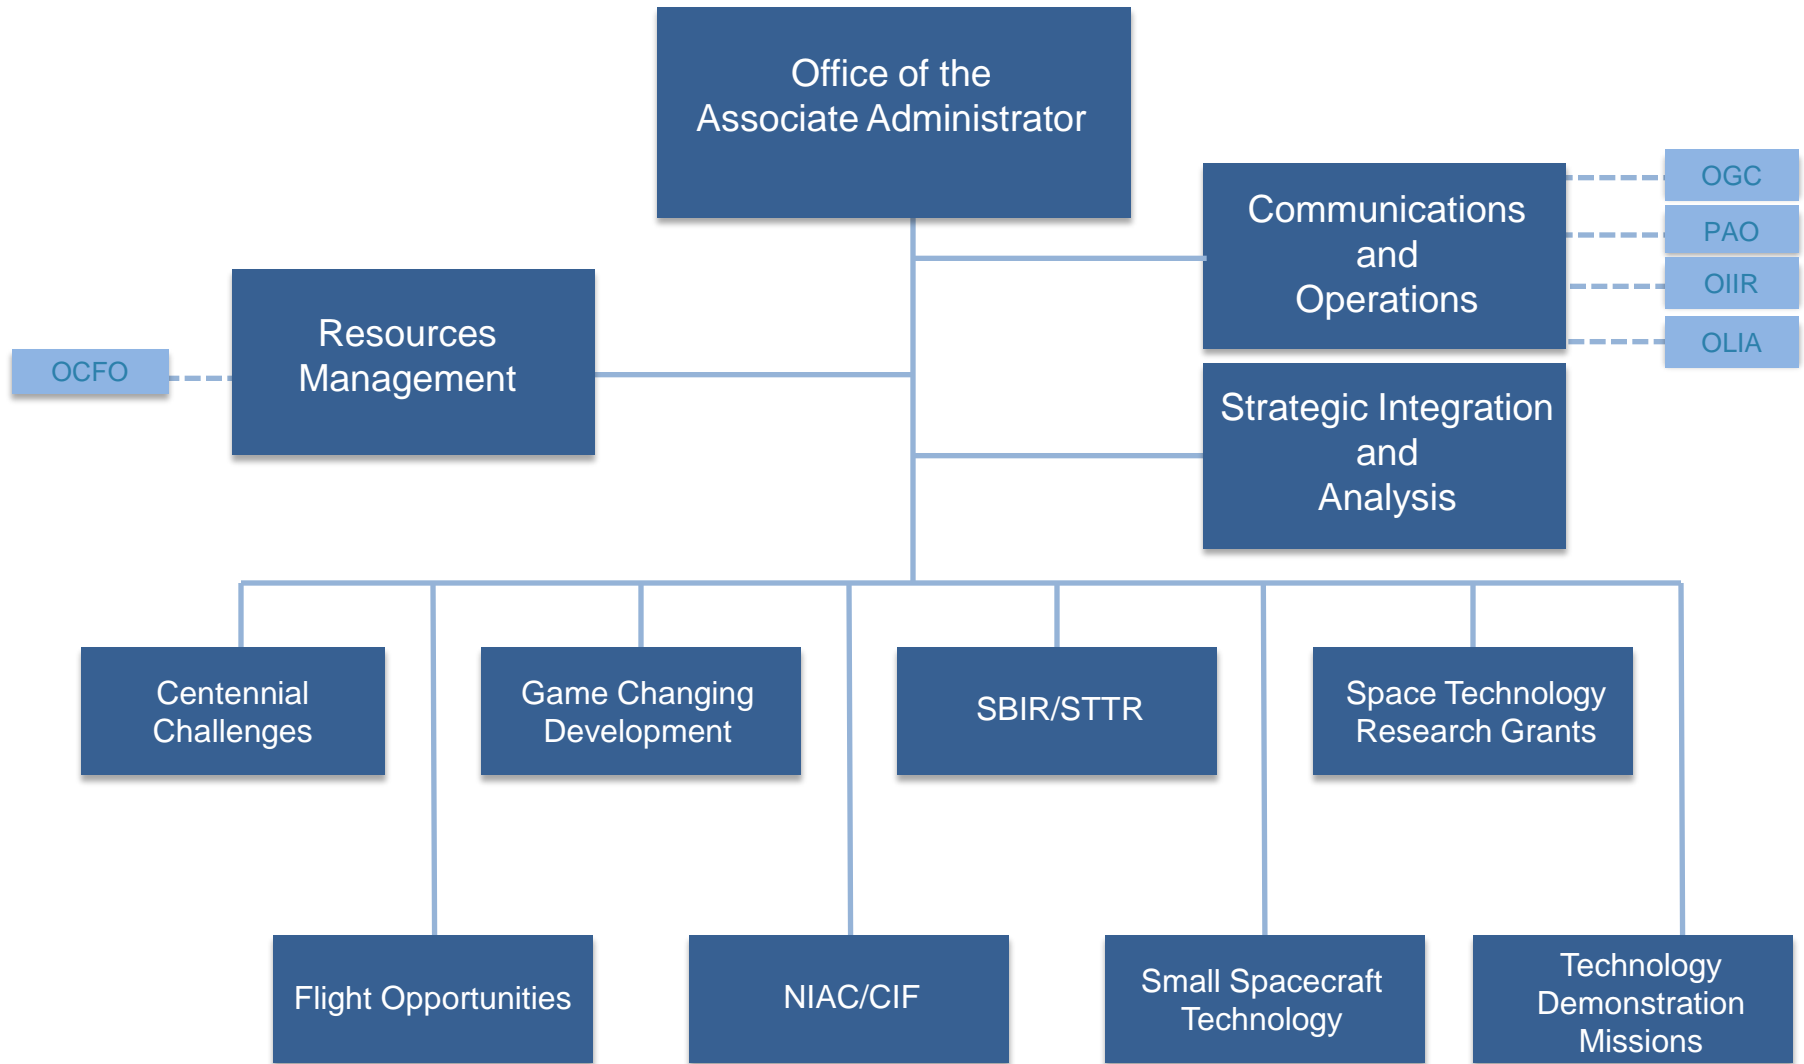 Office of the
Associate Administrator
Communications
and
Operations
OGC
PAO
OIIR
OLIA
Resources
Management
OCFO
Strategic Integration
and
Analysis
Centennial
Challenges
Game Changing
Development
SBIR/STTR
Space Technology
Research Grants
Flight Opportunities
NIAC/CIF
Small Spacecraft
Technology
Technology
Demonstration
Missions